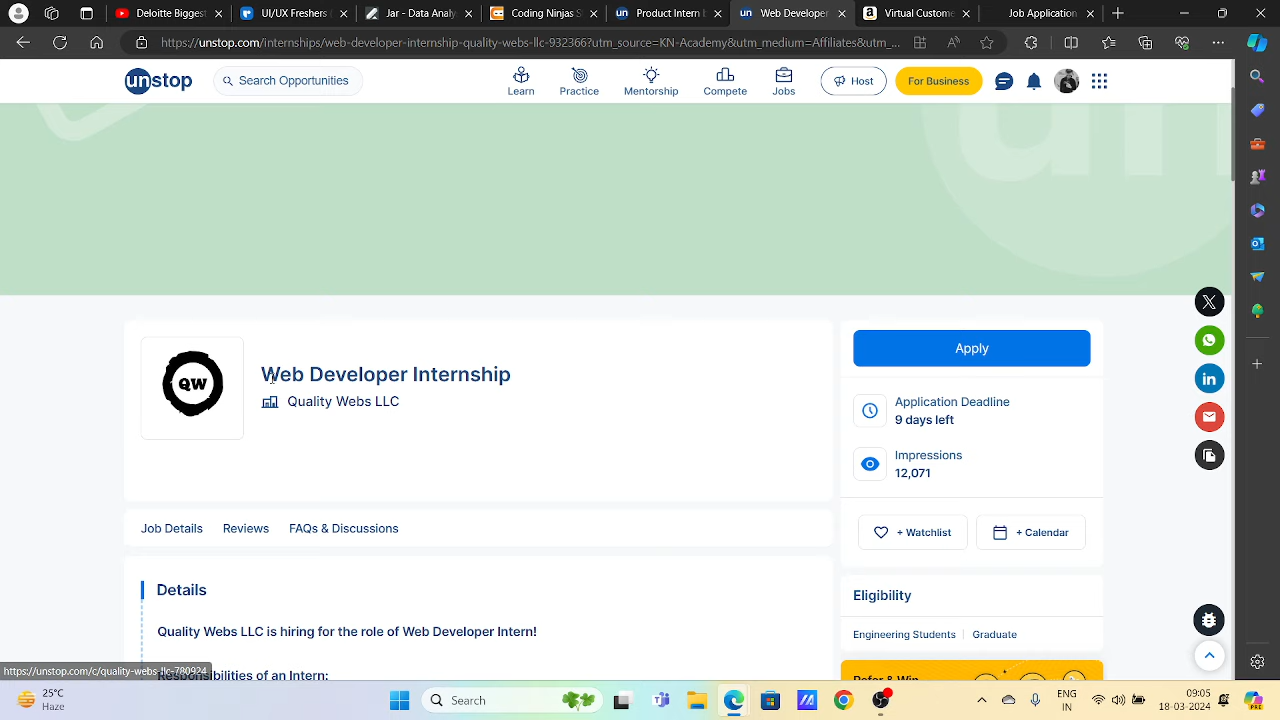 Deloitte Biggest
UI/UX Freshers
Jar - Data Analy
Coding Ninjas S
Product Intern
Web Developer
Virtual Custome
Job Application
https://unstop.com/internship/web-developer-internship-quality-webs-llc-932366?utm_source=KN-Academy&utm_medium=Affiliates&utm_...
unstop
Search Opportunities
Learn
Practice
Mentorship
Compete
Jobs
Host
For Business
un
QW
Web Developer Internship
Quality Webs LLC
Apply
Application Deadline
9 days left
Impressions
12,071
+ Watchlist
+ Calendar
Job Details
Reviews
FAQs & Discussions
Details
Quality Webs LLC is hiring for the role of Web Developer Intern!
Responsibilities of an Intern:
Eligibility
Engineering Students
Graduate
Refer & Win
https://unstop.com/c/quality-webs-llc-780924
25°C
Haze
Search
ENG
IN
09:05
18-03-2024